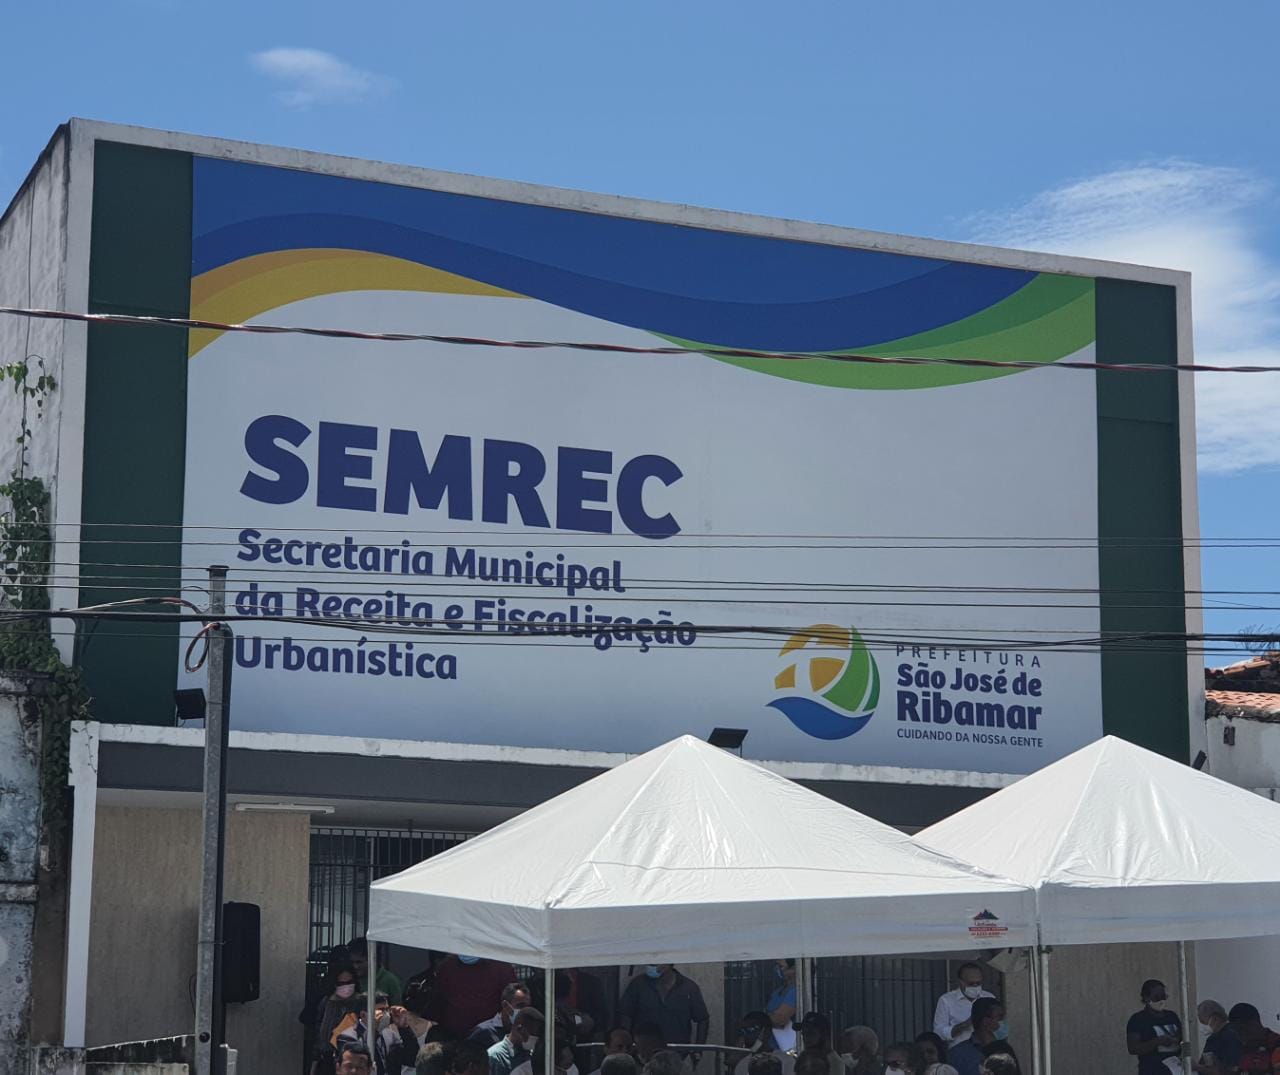 SEMREC
Secretaria Municipal
da Receita e Fiscalização
Urbanística
PREFEITURA
São José de
Ribamar
CUIDANDO DA NOSSA GENTE